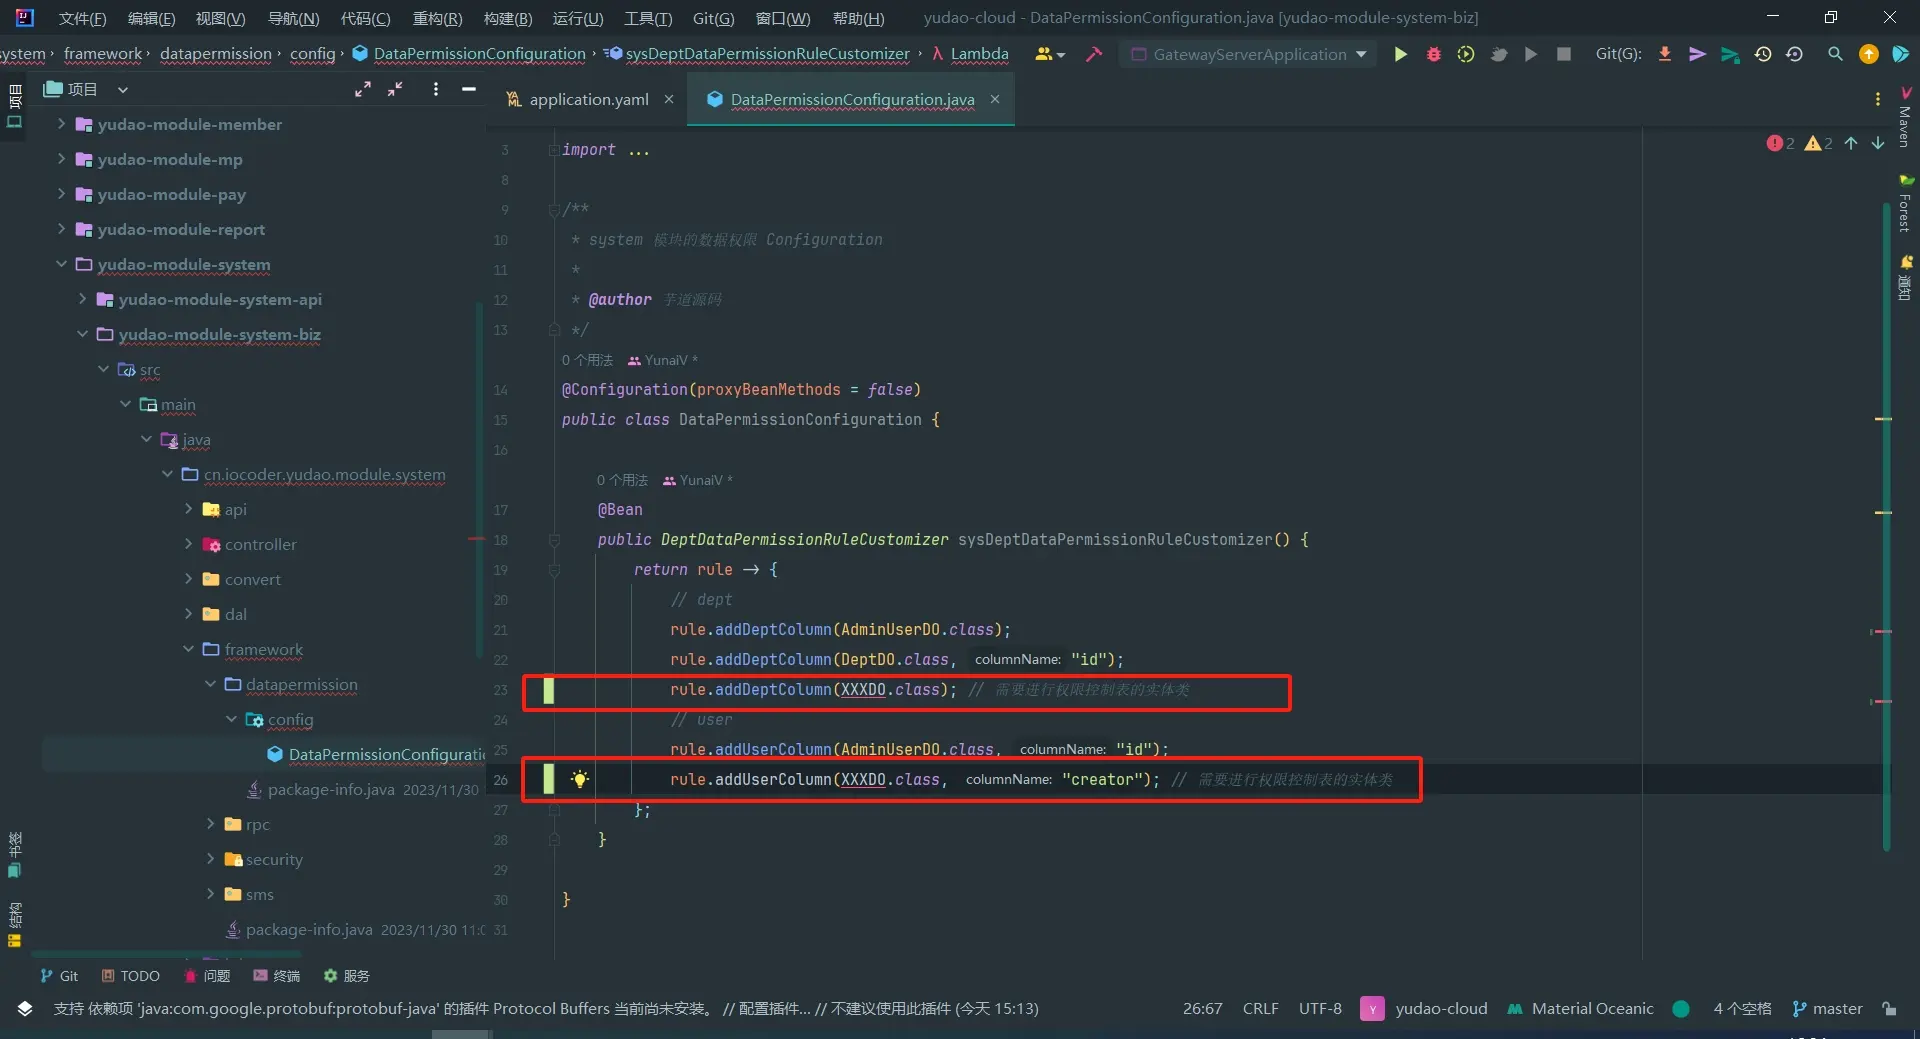 文件(F) 编辑(E) 视图(V) 导航(N) 代码(C) 重构(R) 构建(B) 运行(U) 工具(T) Git(G) 窗口(W) 帮助(H) yudao-cloud - DataPermissionConfiguration.java [yudao-module-system-biz]
system framework datapermission config DataPermissionConfiguration sysDeptDataPermissionRuleCustomizer λ Lambda GatewayServerApplication Git(G):
项目
项目
application.yaml
DataPermissionConfiguration.java
Maven
Forest
通知
2 2
yudao-module-member
yudao-module-mp
yudao-module-pay
yudao-module-report
yudao-module-system
yudao-module-system-api
yudao-module-system-biz
src
main
java
cn.iocoder.yudao.module.system
api
controller
convert
dal
framework
datapermission
config
DataPermissionConfigurati
package-info.java 2023/11/30
rpc
security
sms
package-info.java 2023/11/30 11:0
3 import ...
8
9 /**
10 * system 模块的数据权限 Configuration
11 *
12 * @author 芋道源码
13 */
0 个用法 YunaiV *
14 @Configuration(proxyBeanMethods = false)
15 public class DataPermissionConfiguration {
16
0 个用法 YunaiV *
17 @Bean
18 public DeptDataPermissionRuleCustomizer sysDeptDataPermissionRuleCustomizer() {
19 return rule -> {
20 // dept
21 rule.addDeptColumn(AdminUserDO.class);
22 rule.addDeptColumn(DeptDO.class, columnName: "id");
23 rule.addDeptColumn(XXXDO.class); // 需要进行权限控制表的实体类
24 // user
25 rule.addUserColumn(AdminUserDO.class, columnName: "id");
26 rule.addUserColumn(XXXDO.class, columnName: "creator"); // 需要进行权限控制表的实体类
27 };
28 }
29
30 }
31
书签
结构
Git TODO 问题 终端 服务
支持 依赖项 'java:com.google.protobuf:protobuf-java' 的插件 Protocol Buffers 当前尚未安装。 // 配置插件... // 不建议使用此插件 (今天 15:13) 26:67 CRLF UTF-8 Y yudao-cloud Material Oceanic 4 个空格 master